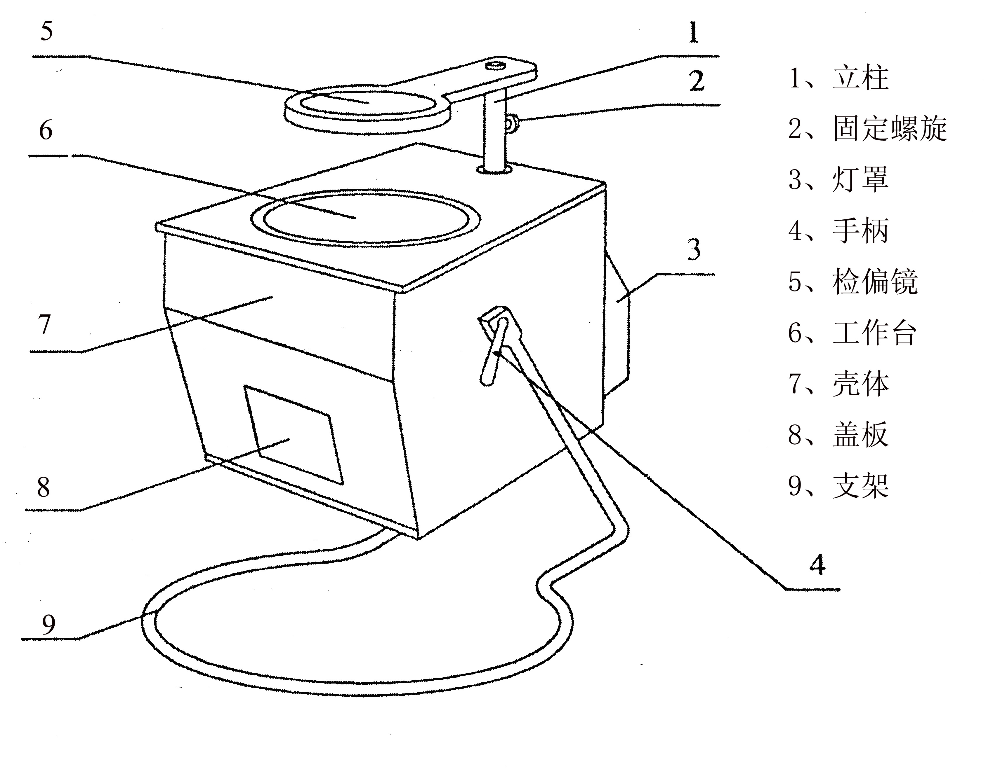 5
1
2
6
3
7
8
4
9
1、立柱
2、固定螺旋
3、灯罩
4、手柄
5、检偏镜
6、工作台
7、壳体
8、盖板
9、支架